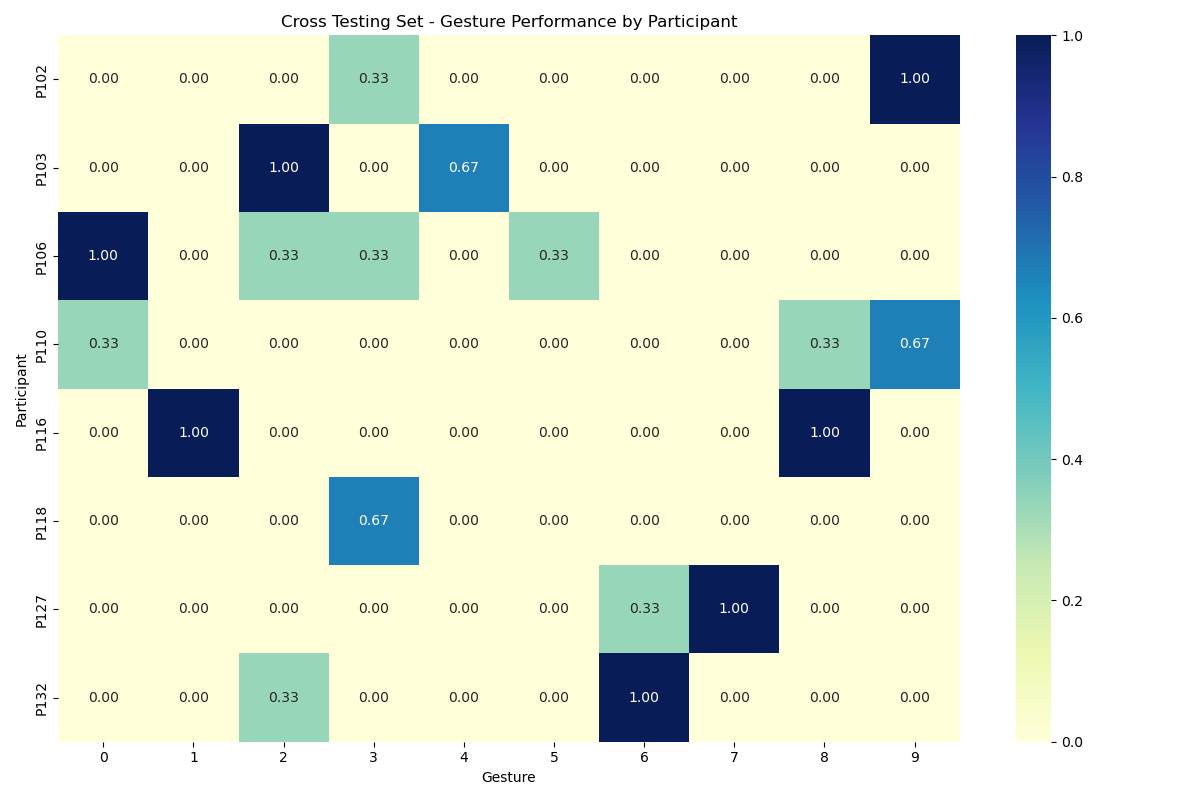 Cross Testing Set - Gesture Performance by Participant
P102 0.00 0.00 0.00 0.33 0.00 0.00 0.00 0.00 0.00 1.00
P103 0.00 0.00 1.00 0.00 0.67 0.00 0.00 0.00 0.00 0.00
P106 1.00 0.00 0.33 0.33 0.00 0.33 0.00 0.00 0.00 0.00
P110 0.33 0.00 0.00 0.00 0.00 0.00 0.00 0.00 0.33 0.67
P116 0.00 1.00 0.00 0.00 0.00 0.00 0.00 0.00 1.00 0.00
P118 0.00 0.00 0.00 0.67 0.00 0.00 0.00 0.00 0.00 0.00
P127 0.00 0.00 0.00 0.00 0.00 0.00 0.33 1.00 0.00 0.00
P132 0.00 0.00 0.33 0.00 0.00 0.00 1.00 0.00 0.00 0.00
0 1 2 3 4 5 6 7 8 9
Gesture
Participant
1.0
0.8
0.6
0.4
0.2
0.0